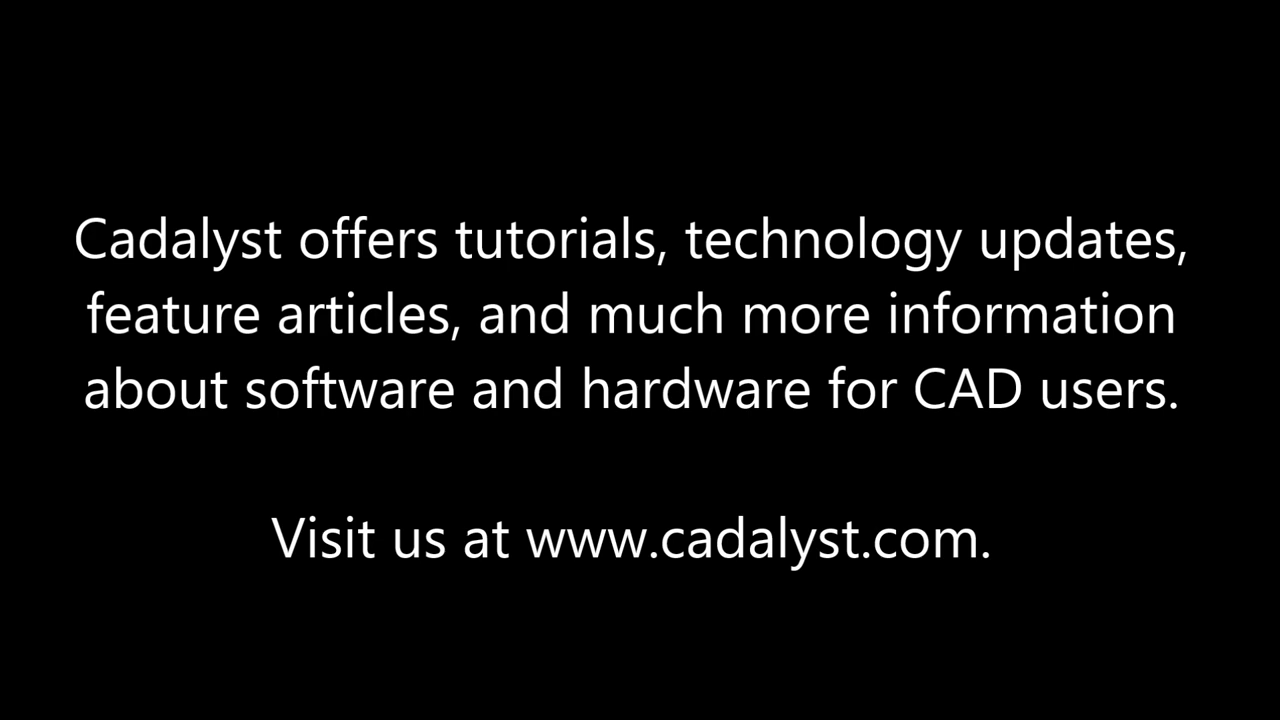 Cadalyst offers tutorials, technology updates,
feature articles, and much more information
about software and hardware for CAD users.
Visit us at www.cadalyst.com.